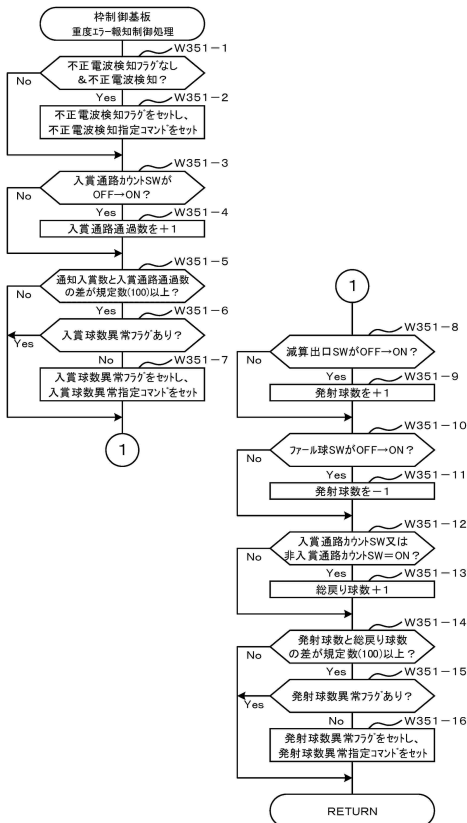 枠制御基板
重度エラー報知制御処理
W351-1
不正電波検知フラグなし
&不正電波検知？
No
Yes
W351-2
不正電波検知フラグをセットし、
不正電波検知指定コマンドをセット
W351-3
入賞通路カウントSWが
OFF→ON？
No
Yes
W351-4
入賞通路通過数を＋1
W351-5
通知入賞数と入賞通路通過数
の差が規定数(100)以上？
No
Yes
W351-6
入賞球数異常フラグあり？
Yes
No
W351-7
入賞球数異常フラグをセットし、
入賞球数異常指定コマンドをセット
1
1
W351-8
減算出口SWがOFF→ON？
No
Yes
W351-9
発射球数を＋1
W351-10
ファール球SWがOFF→ON？
No
Yes
W351-11
発射球数を－1
W351-12
入賞通路カウントSW又は
非入賞通路カウントSW＝ON？
No
Yes
W351-13
総戻り球数＋1
W351-14
発射球数と総戻り球数
の差が規定数(100)以上？
No
Yes
W351-15
発射球数異常フラグあり？
Yes
No
W351-16
発射球数異常フラグをセットし、
発射球数異常指定コマンドをセット
RETURN